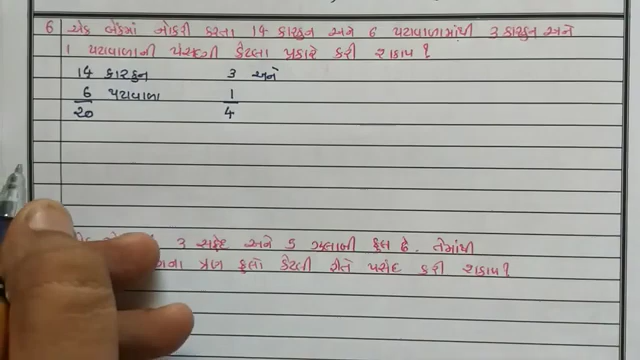 6 એક બેંકમાં નોકરી કરતા 14 કારકુન અને 6 પટાવાળામાંથી 3 કારકુન અને
1 પટાવાળાની પસંદગી કેટલા પ્રકારે કરી શકાય ?
14 કારકુન 3 અને
6 પટાવાળા 1
20 4
3 સફેદ અને 5 ગુલાબી ફૂલ છે. તેમાંથી
ત્રણ ફૂલો કેટલી રીતે પસંદ કરી શકાય ?